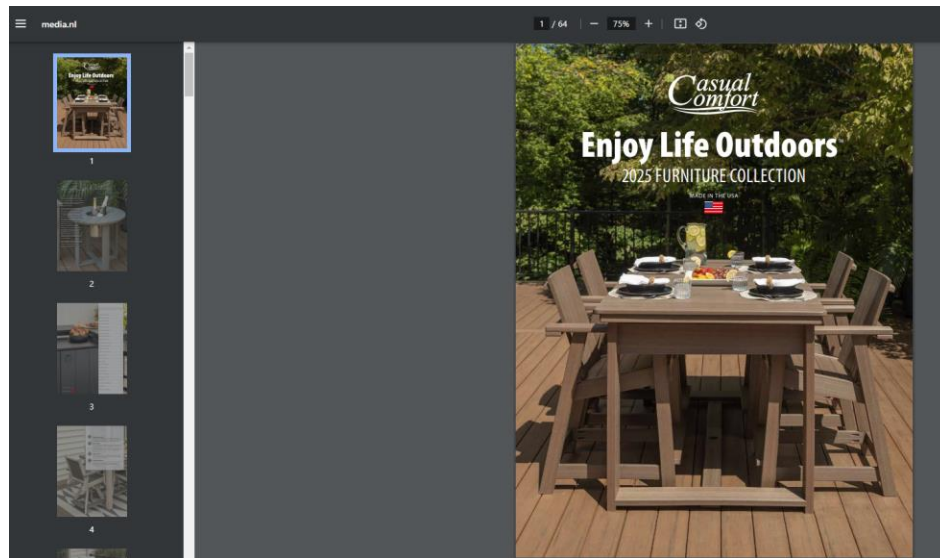 media.nl
1 / 64
75%
1
2
3
4
Casual
Comfort
Enjoy Life Outdoors
2025 FURNITURE COLLECTION
MADE IN THE USA